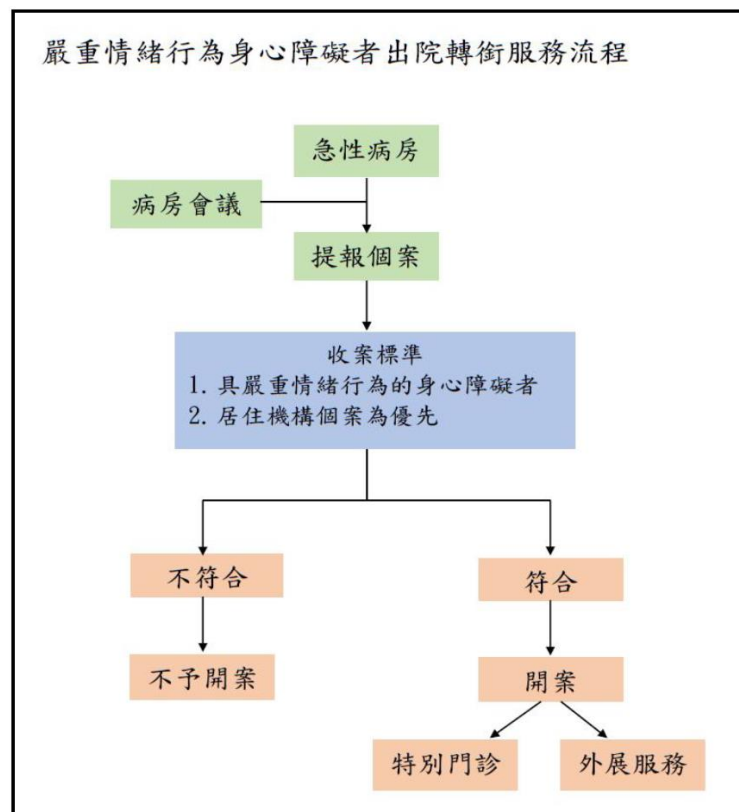 嚴重情緒行為身心障礙者出院轉銜服務流程
急性病房
病房會議
提報個案
收案標準
1. 具嚴重情緒行為的身心障礙者
2. 居住機構個案為優先
不符合
符合
不予開案
開案
特別門診
外展服務